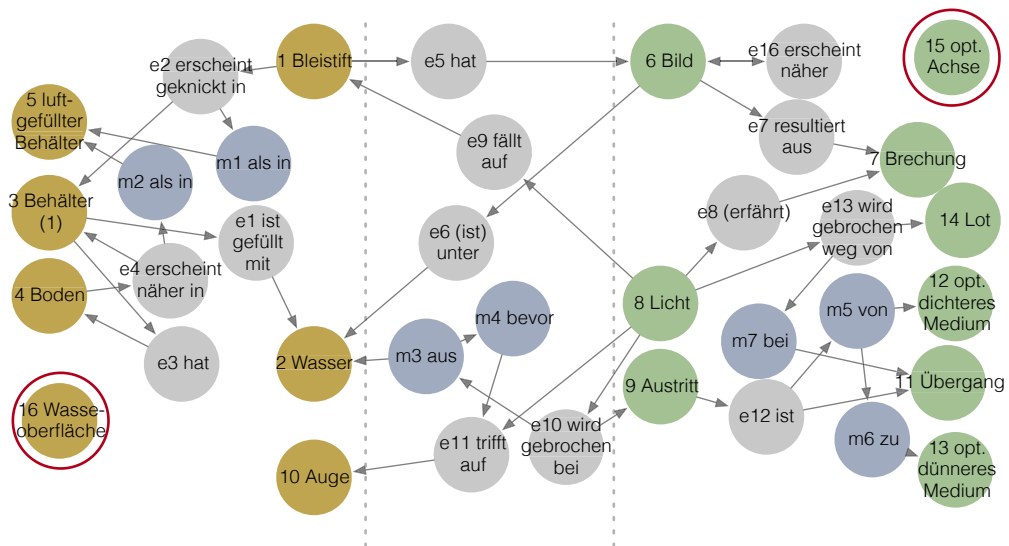 e2 erscheint
geknickt in
1 Bleistift
e5 hat
6 Bild
e16 erscheint
näher
15 opt.
Achse
5 luft-
gefüllter
Behälter
m2 als in
m1 als in
e9 fällt
auf
e7 resultiert
aus
7 Brechung
3 Behälter
(1)
e1 ist
gefüllt
mit
e6 (ist)
unter
e8 (erfährt)
e13 wird
gebrochen
weg von
14 Lot
e4 erscheint
näher in
4 Boden
8 Licht
12 opt.
dichteres
Medium
m4 bevor
m5 von
m7 bei
e3 hat
2 Wasser
m3 aus
9 Austritt
11 Übergang
e12 ist
16 Wasse-
oberfläche
e11 trifft
auf
e10 wird
gebrochen
bei
m6 zu
10 Auge
13 opt.
dünneres
Medium